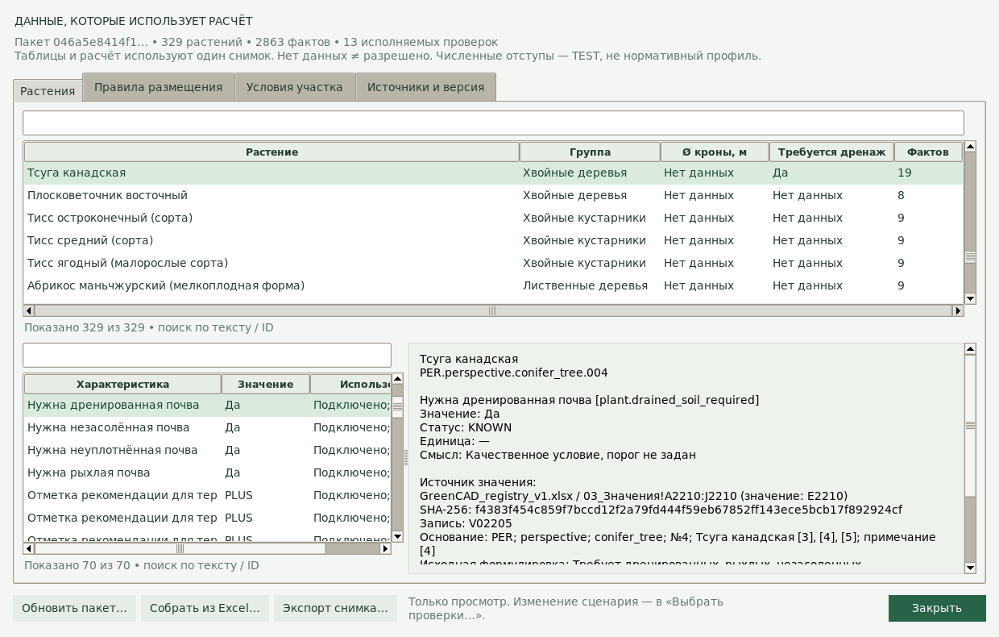 ДАННЫЕ, КОТОРЫЕ ИСПОЛЬЗУЕТ РАСЧЁТ
Пакет 046a5e8414f1… • 329 растений • 2863 фактов • 13 исполняемых проверок
Таблицы и расчёт используют один снимок. Нет данных ≠ разрешено. Численные отступы — TEST, не нормативный профиль.
Растения Правила размещения Условия участка Источники и версия
Растение Группа Ø кроны, м Требуется дренаж Фактов
Тсуга канадская Хвойные деревья Нет данных Да 19
Плосковеточник восточный Хвойные деревья Нет данных Нет данных 8
Тисс остроконечный (сорта) Хвойные кустарники Нет данных Нет данных 9
Тисс средний (сорта) Хвойные кустарники Нет данных Нет данных 9
Тисс ягодный (малорослые сорта) Хвойные кустарники Нет данных Нет данных 9
Абрикос маньчжурский (мелкоплодная форма) Лиственные деревья Нет данных Нет данных 9
Показано 329 из 329 • поиск по тексту / ID
Характеристика Значение Использо
Нужна дренированная почва Да Подключено;
Нужна незасолённая почва Да Подключено;
Нужна неуплотнённая почва Да Подключено;
Нужна рыхлая почва Да Подключено;
Отметка рекомендации для тер PLUS Подключено;
Отметка рекомендации для тер PLUS Подключено;
Отметка рекомендации для тер PLUS Подключено;
Показано 70 из 70 • поиск по тексту / ID
Тсуга канадская
PER.perspective.conifer_tree.004
Нужна дренированная почва [plant.drained_soil_required]
Значение: Да
Статус: KNOWN
Единица: —
Смысл: Качественное условие, порог не задан
Источник значения:
GreenCAD_registry_v1.xlsx / 03_Значения!A2210:J2210 (значение: E2210)
SHA-256: f4383f454c859f7bccd12f2a79fd444f59eb67852ff143ece5bcb17f892924cf
Запись: V02205
Основание: PER; perspective; conifer_tree; №4; Тсуга канадская [3], [4], [5]; примечание
[4]
Исходная формулировка: Требует дренированных, рыхлых, незасоленных,
Обновить пакет… Собрать из Excel… Экспорт снимка…
Только просмотр. Изменение сценария — в «Выбрать
проверки…».
Закрыть